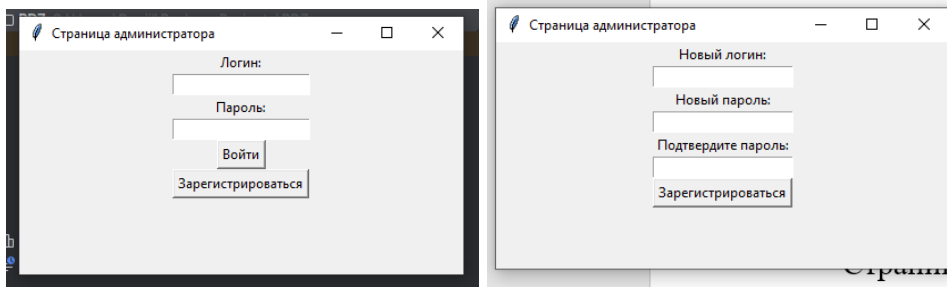 Страница администратора
Логин:
Пароль:
Войти
Зарегистрироваться
Страница администратора
Новый логин:
Новый пароль:
Подтвердите пароль:
Зарегистрироваться